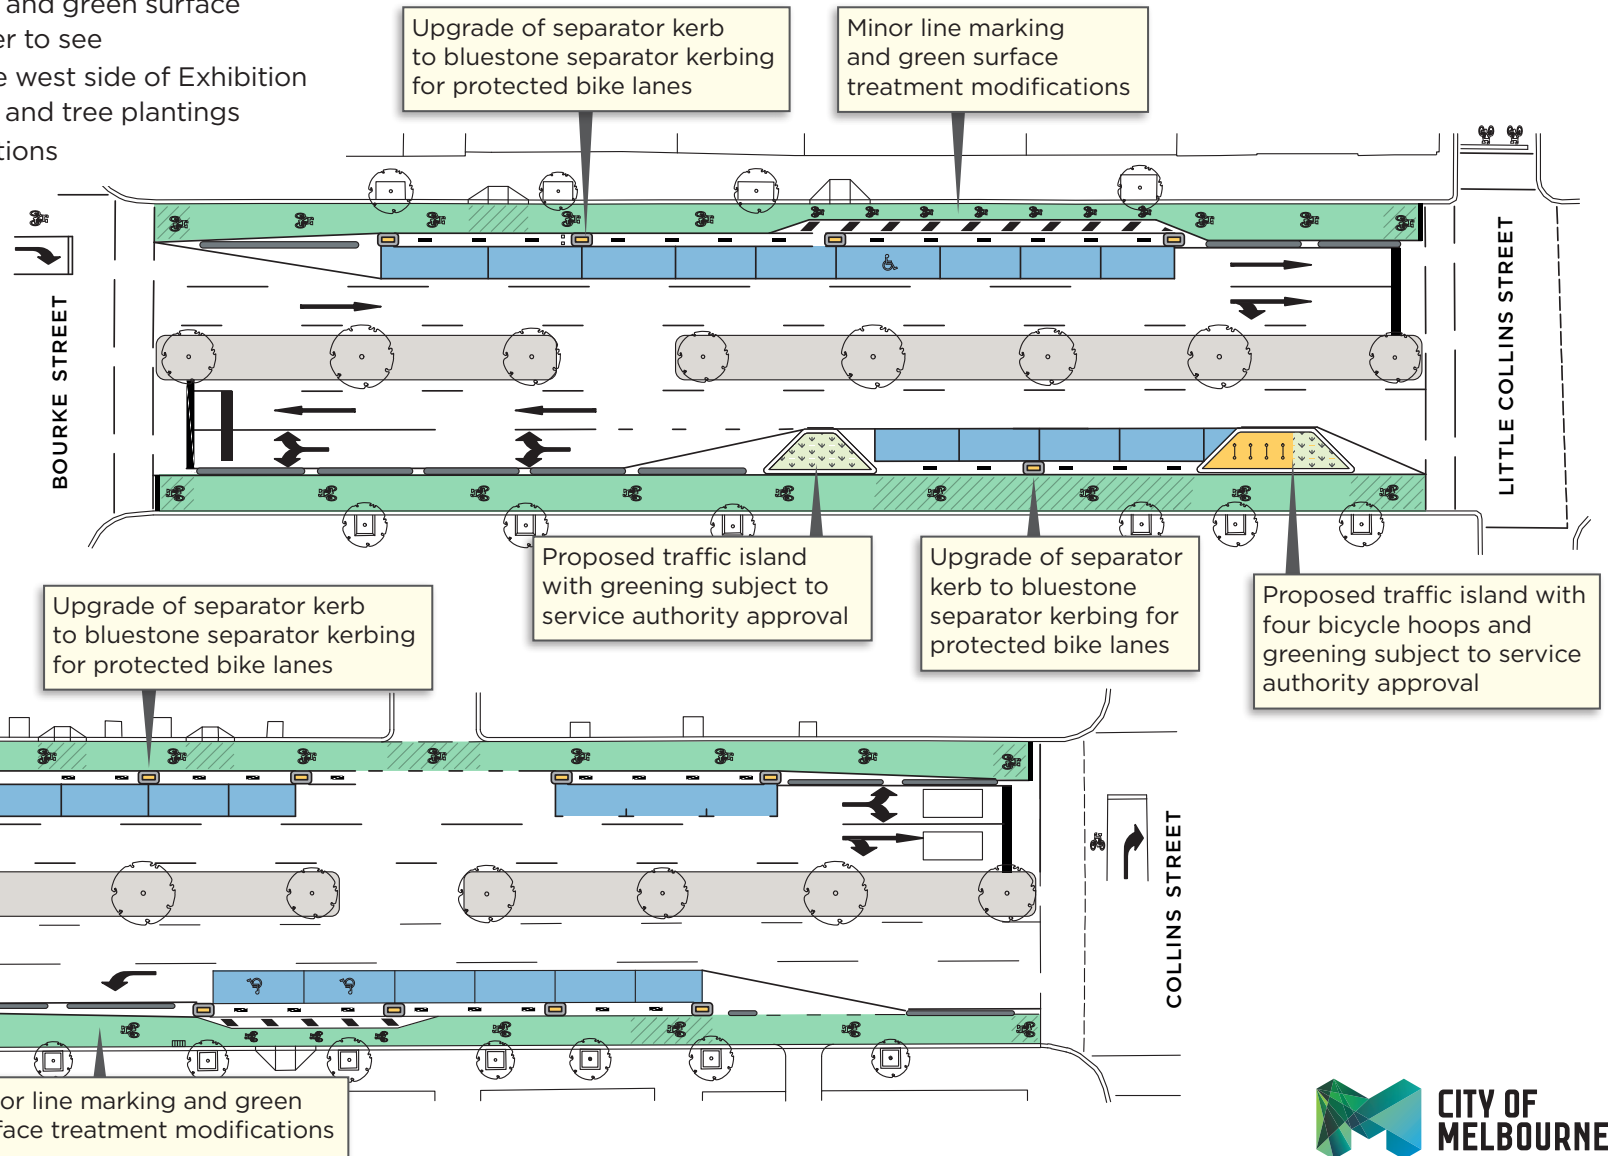 and green surface
er to see
e west side of Exhibition
and tree plantings
tions
Upgrade of separator kerb
to bluestone separator kerbing
for protected bike lanes
Minor line marking
and green surface
treatment modifications
BOURKE STREET
LITTLE COLLINS STREET
Proposed traffic island
with greening subject to
service authority approval
Upgrade of separator
kerb to bluestone
separator kerbing for
protected bike lanes
Proposed traffic island with
four bicycle hoops and
greening subject to service
authority approval
Upgrade of separator kerb
to bluestone separator kerbing
for protected bike lanes
COLLINS STREET
or line marking and green
face treatment modifications
CITY OF
MELBOURNE